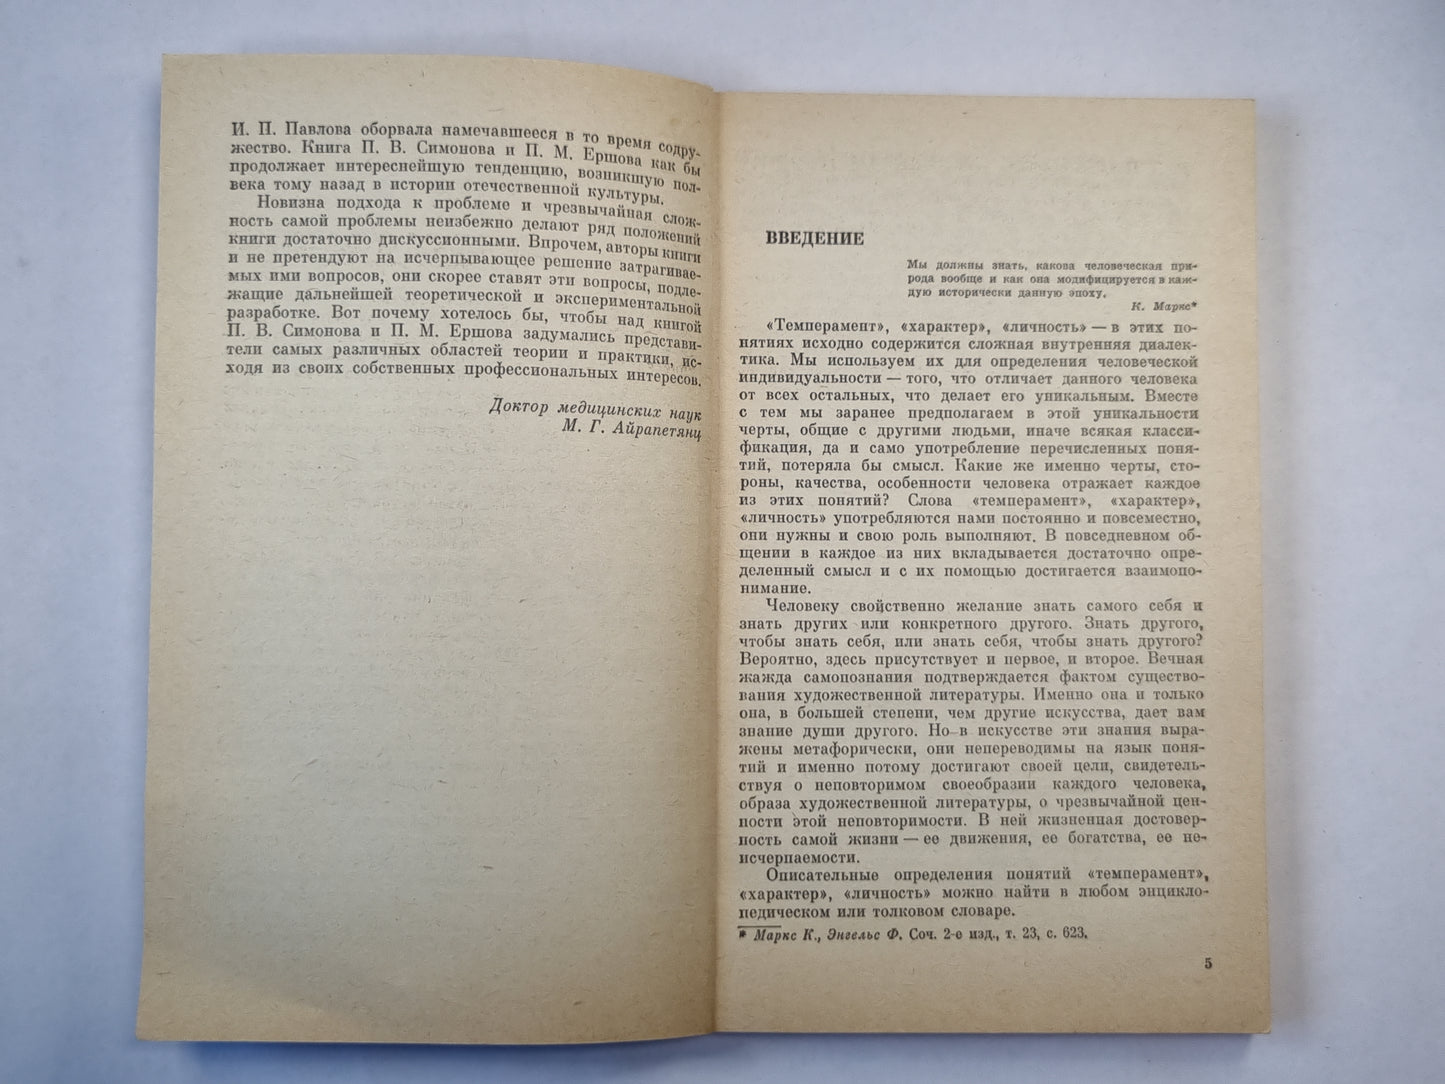 И. П. Павлова оборвала намечавшееся в то время содру-
жество. Книга П. В. Симонова и П. М. Ершова как бы
продолжает интереснейшую тенденцию, возникшую пол-
века тому назад в истории отечественной культуры.
Новизна подхода к проблеме и чрезвычайная слож-
ность самой проблемы неизбежно делают ряд положений
книги достаточно дискуссионными. Впрочем, авторы книги
и не претендуют на исчерпывающее решение затрагивае-
мых ими вопросов, они скорее ставят эти вопросы, подле-
жащие дальнейшей теоретической и экспериментальной
разработке. Вот почему хотелось бы, чтобы над книгой
П. В. Симонова и П. М. Ершова задумались представи-
тели самых различных областей теории и практики, ис-
ходя из своих собственных профессиональных интересов.
Доктор медицинских наук
М. Г. Айрапетянц
ВВЕДЕНИЕ
Мы должны знать, какова человеческая при-
рода вообще и как она модифицируется в каж-
дую исторически данную эпоху.
К. Маркс*
«Темперамент», «характер», «личность» — в этих по-
нятиях исходно содержится сложная внутренняя диалек-
тика. Мы используем их для определения человеческой
индивидуальности — того, что отличает данного человека
от всех остальных, что делает его уникальным. Вместе
с тем мы заранее предполагаем в этой уникальности
черты, общие с другими людьми, иначе всякая класси-
фикация, да и само употребление перечисленных поня-
тий, потеряла бы смысл. Какие же именно черты, сто-
роны, качества, особенности человека отражает каждое
из этих понятий? Слова «темперамент», «характер»,
«личность» употребляются нами постоянно и повсеместно,
они нужны и свою роль выполняют. В повседневном об-
щении в каждое из них вкладывается достаточно опре-
деленный смысл и с их помощью достигается взаимопо-
нимание.
Человеку свойственно желание знать самого себя и
знать других или конкретного другого. Знать другого,
чтобы знать себя, или знать себя, чтобы знать другого?
Вероятно, здесь присутствует и первое, и второе. Вечная
жажда самопознания подтверждается фактом существо-
вания художественной литературы. Именно она и только
она, в большей степени, чем другие искусства, дает вам
знание души другого. Но в искусстве эти знания выра-
жены метафорически, они непереводимы на язык поня-
тий и именно потому достигают своей цели, свидетель-
ствуя о неповторимом своеобразии каждого человека,
образа художественной литературы, о чрезвычайной цен-
ности этой неповторимости. В ней жизненная достовер-
ность самой жизни — ее движения, ее богатства, ее не-
исчерпаемости.
Описательные определения понятий «темперамент»,
«характер», «личность» можно найти в любом энцикло-
педическом или толковом словаре.
* Маркс К., Энгельс Ф. Соч. 2-е изд., т. 23, с. 623.
5